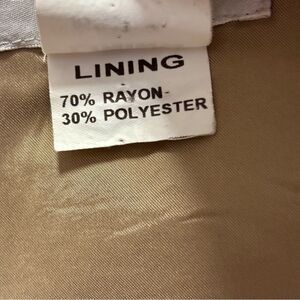 LINING
70% RAYON
30% POLYESTER